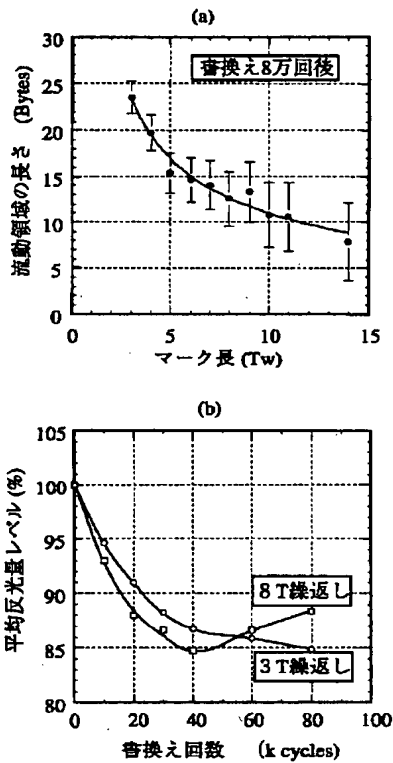 (a)
流動領域の長さ (Bytes)
30
25
20
15
10
5
0
書換え8万回後
0 5 10 15
マーク長 (Tw)
(b)
平均反光量レベル (%)
105
100
95
90
85
80
8T繰返し
3T繰返し
0 20 40 60 80 100
書換え回数 (k cycles)